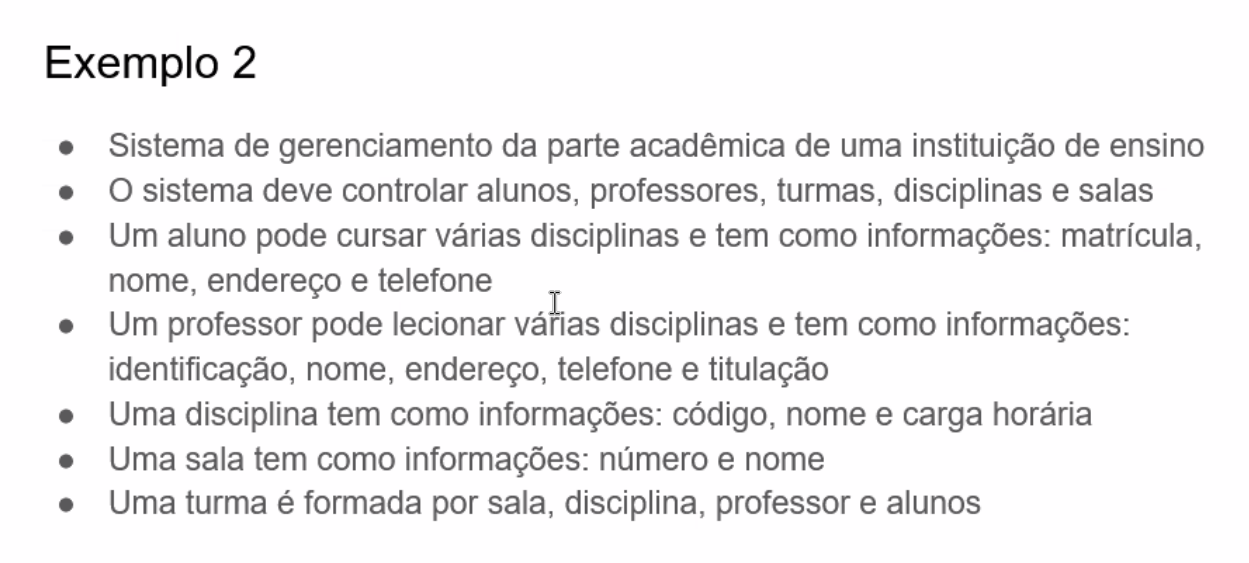 Exemplo 2
● Sistema de gerenciamento da parte acadêmica de uma instituição de ensino
● O sistema deve controlar alunos, professores, turmas, disciplinas e salas
● Um aluno pode cursar várias disciplinas e tem como informações: matrícula,
nome, endereço e telefone
● Um professor pode lecionar várias disciplinas e tem como informações:
identificação, nome, endereço, telefone e titulação
● Uma disciplina tem como informações: código, nome e carga horária
● Uma sala tem como informações: número e nome
● Uma turma é formada por sala, disciplina, professor e alunos